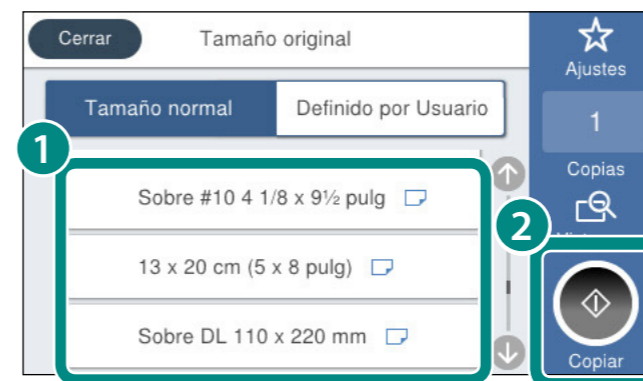 Cerrar
Tamaño original
Ajustes
Tamaño normal
Definido por Usuario
1
1
Copias
Sobre #10 4 1/8 x 9½ pulg
2
13 x 20 cm (5 x 8 pulg)
Sobre DL 110 x 220 mm
Copiar